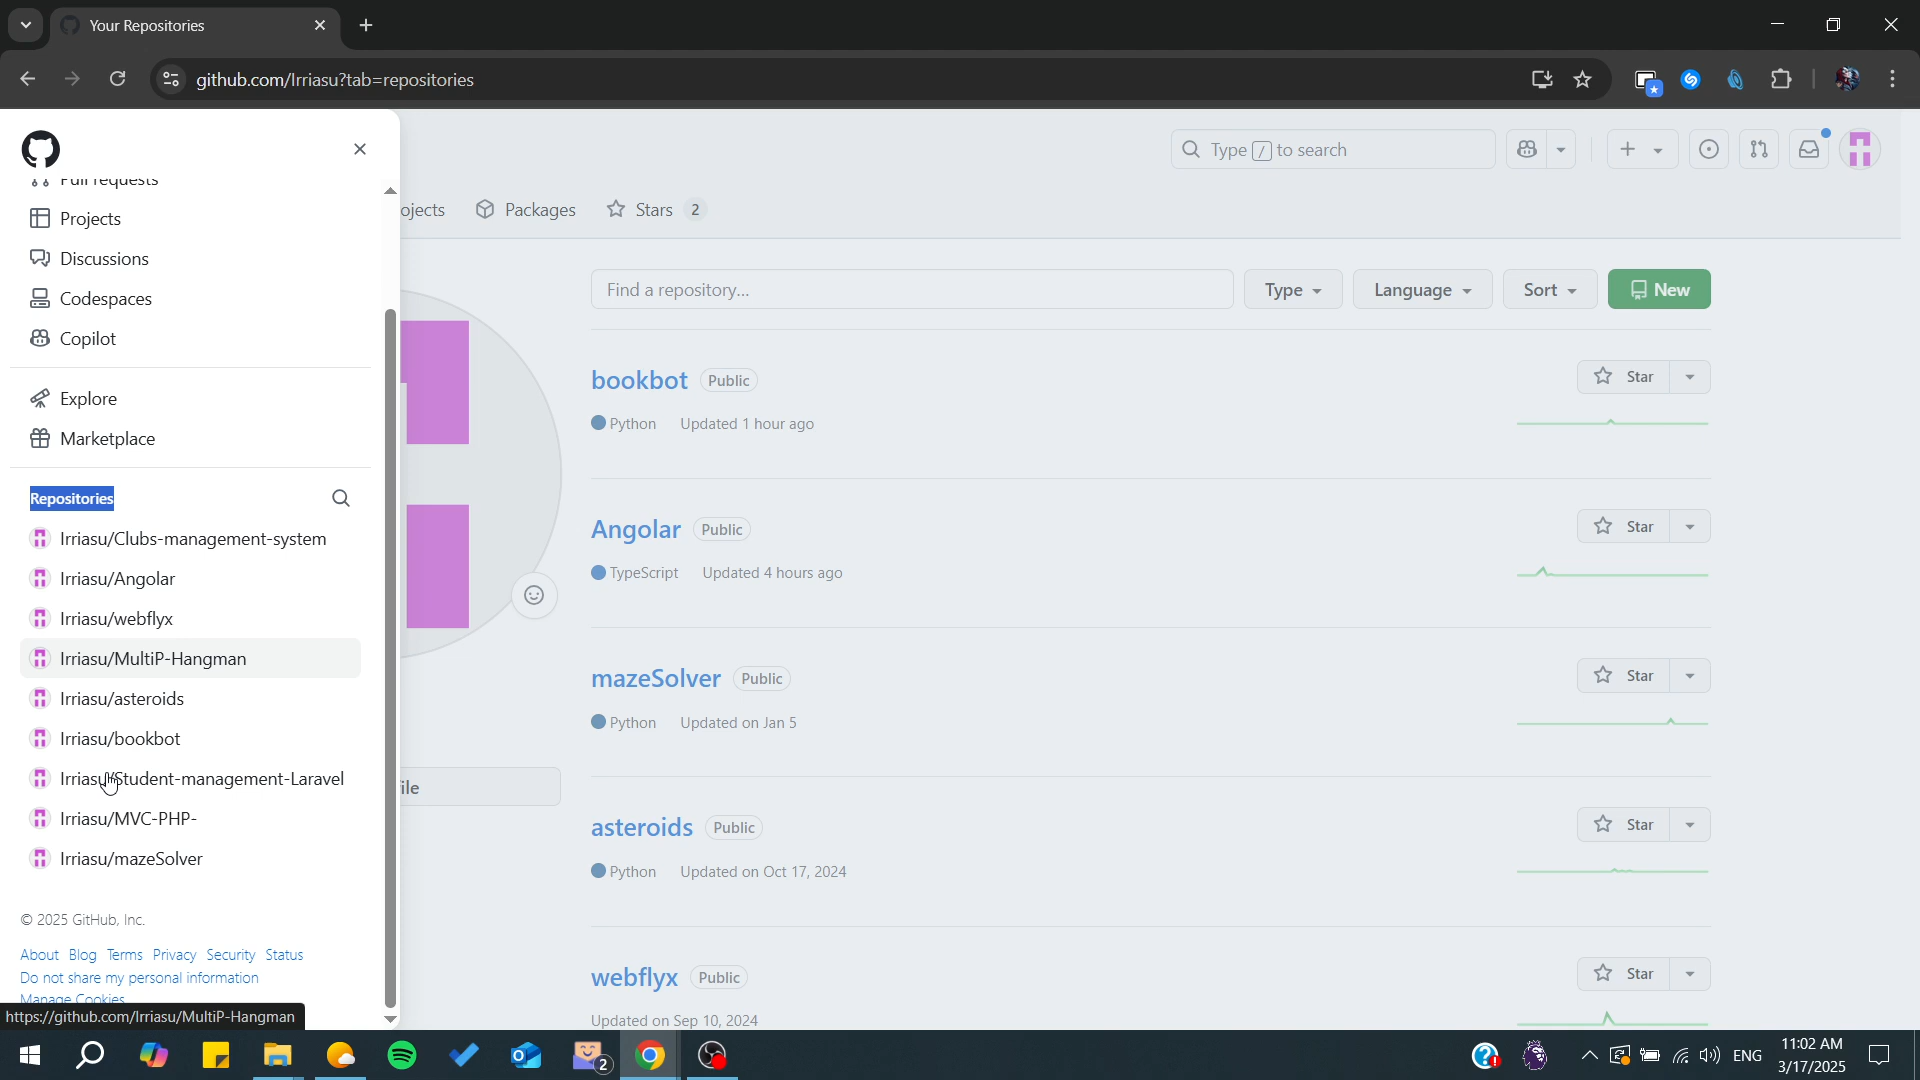 Your Repositories
github.com/Irriasu?tab=repositories
Type / to search
Pull requests
Projects
Discussions
Codespaces
Copilot
Explore
Marketplace
Repositories
Irriasu/Clubs-management-system
Irriasu/Angolar
Irriasu/webflyx
Irriasu/MultiP-Hangman
Irriasu/asteroids
Irriasu/bookbot
Irriasu/Student-management-Laravel
Irriasu/MVC-PHP-
Irriasu/mazeSolver
© 2025 GitHub, Inc.
About Blog Terms Privacy Security Status
Do not share my personal information
Manage Cookies
https://github.com/Irriasu/MultiP-Hangman
ojects Packages Stars 2
Find a repository... Type Language Sort New
bookbot Public Star
Python Updated 1 hour ago
Angolar Public Star
TypeScript Updated 4 hours ago
mazeSolver Public Star
Python Updated on Jan 5
ile
asteroids Public Star
Python Updated on Oct 17, 2024
webflyx Public Star
Updated on Sep 10, 2024
2
ENG
11:02 AM
3/17/2025